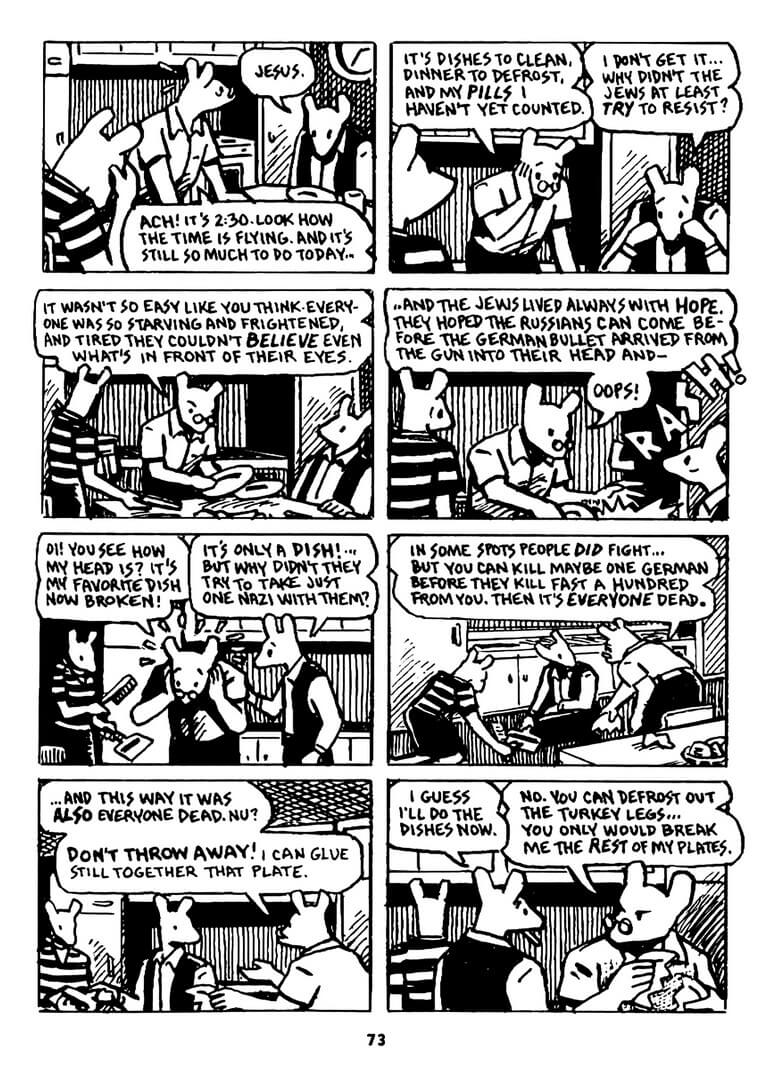 JESUS.
ACH! IT'S 2:30. LOOK HOW
THE TIME IS FLYING. AND IT'S
STILL SO MUCH TO DO TODAY..
IT'S DISHES TO CLEAN,
DINNER TO DEFROST,
AND MY PILLS I
HAVEN'T YET COUNTED.
I DON'T GET IT...
WHY DIDN'T THE
JEWS AT LEAST
TRY TO RESIST?
IT WASN'T SO EASY LIKE YOU THINK. EVERY-
ONE WAS SO STARVING AND FRIGHTENED,
AND TIRED THEY COULDN'T BELIEVE EVEN
WHAT'S IN FRONT OF THEIR EYES.
..AND THE JEWS LIVED ALWAYS WITH HOPE.
THEY HOPED THE RUSSIANS CAN COME BE-
FORE THE GERMAN BULLET ARRIVED FROM
THE GUN INTO THEIR HEAD AND-
OOPS!
CRASH!
OI! YOU SEE HOW
MY HEAD IS? IT'S
MY FAVORITE DISH
NOW BROKEN!
IT'S ONLY A DISH!...
BUT WHY DIDN'T THEY
TRY TO TAKE JUST
ONE NAZI WITH THEM?
IN SOME SPOTS PEOPLE DID FIGHT...
BUT YOU CAN KILL MAYBE ONE GERMAN
BEFORE THEY KILL FAST A HUNDRED
FROM YOU. THEN IT'S EVERYONE DEAD.
...AND THIS WAY IT WAS
ALSO EVERYONE DEAD. NU?
DON'T THROW AWAY! I CAN GLUE
STILL TOGETHER THAT PLATE.
I GUESS
I'LL DO THE
DISHES NOW.
NO. YOU CAN DEFROST OUT
THE TURKEY LEGS...
YOU ONLY WOULD BREAK
ME THE REST OF MY PLATES.
73